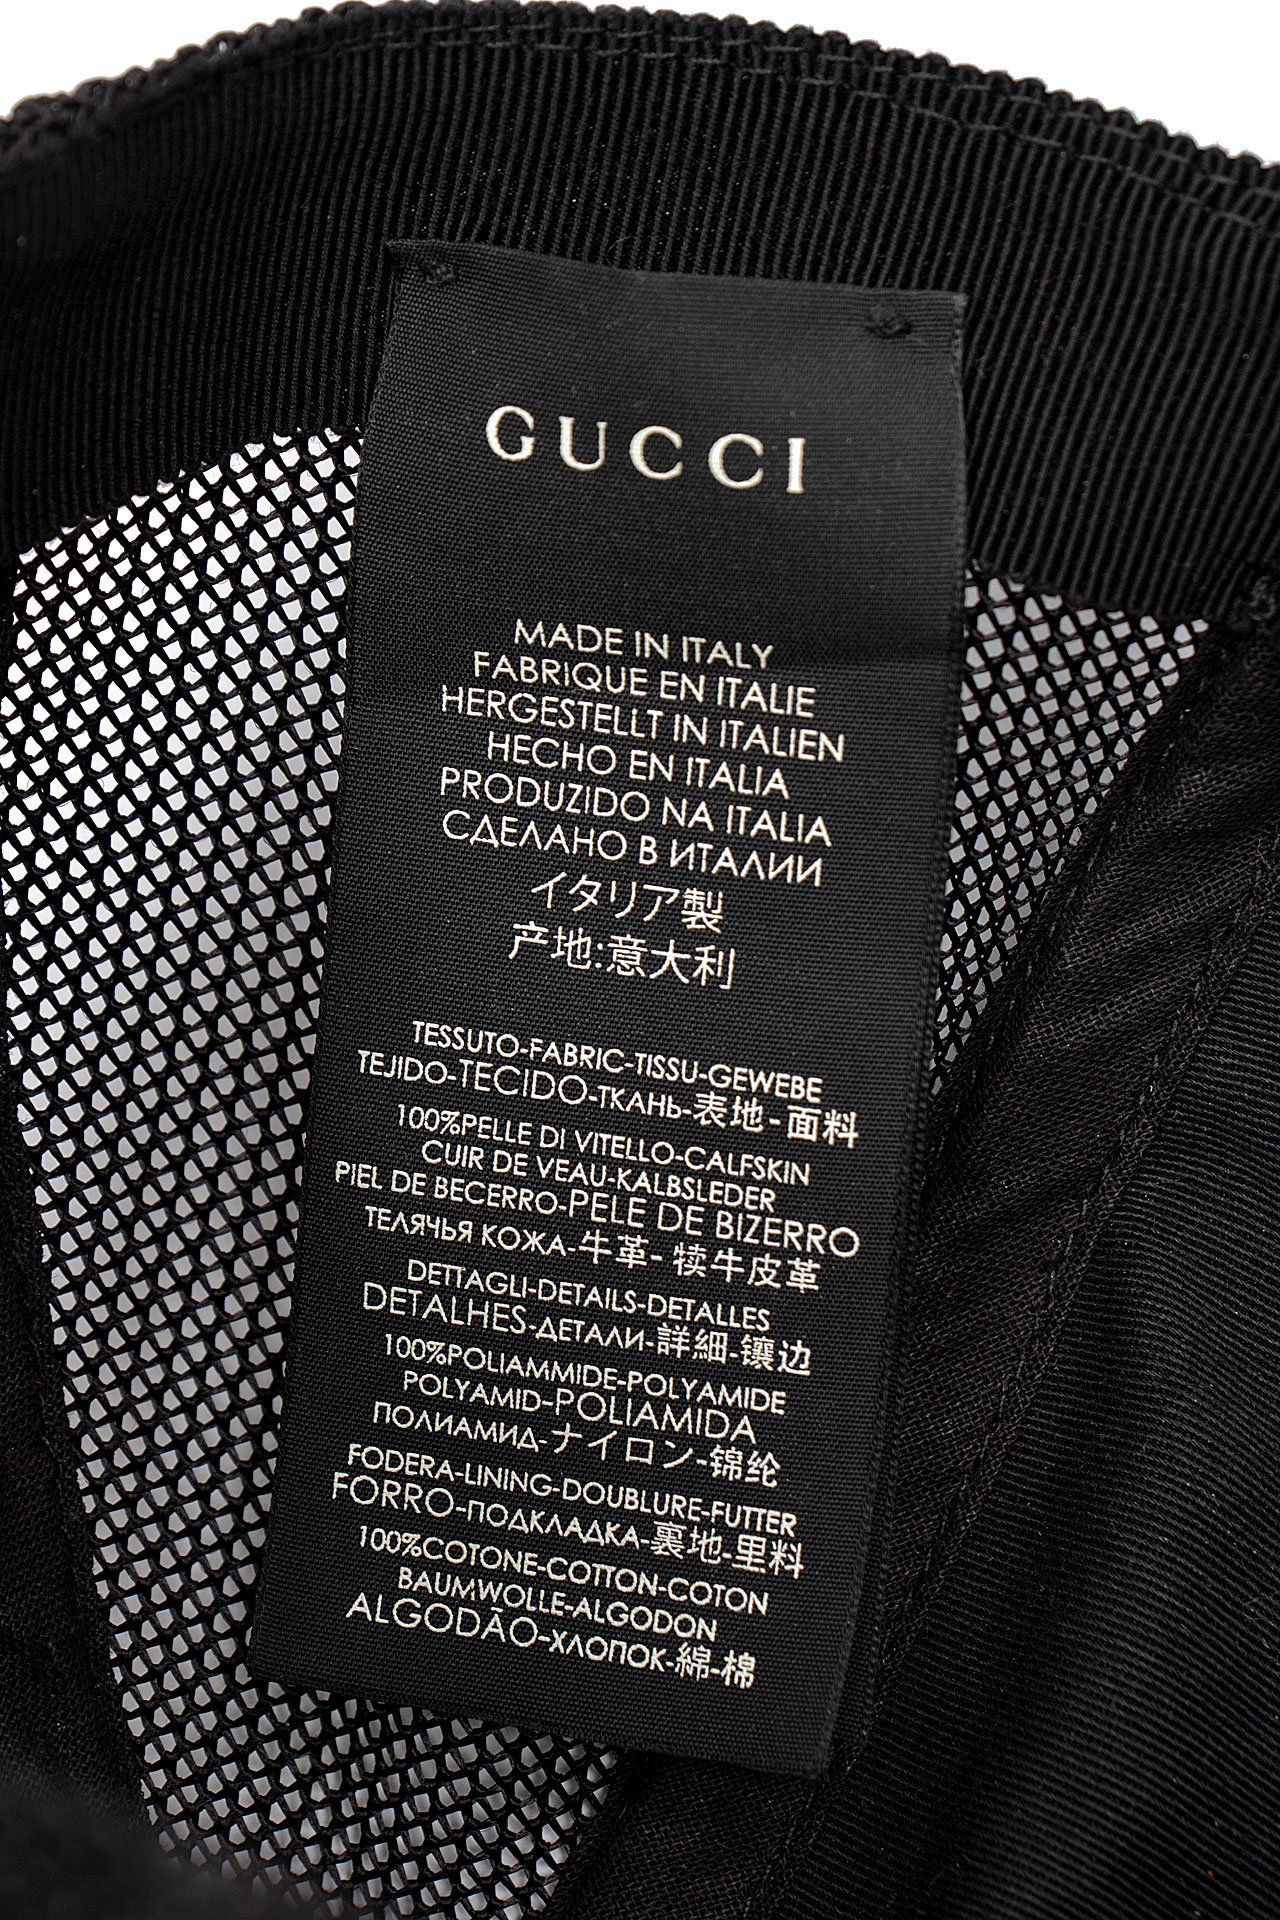 GUCCI
MADE IN ITALY
FABRIQUE EN ITALIE
HERGESTELLT IN ITALIEN
HECHO EN ITALIA
PRODUZIDO NA ITALIA
СДЕЛАНО В ИТАЛИИ
イタリア製
产地:意大利
TESSUTO-FABRIC-TISSU-GEWEBE
TEJIDO-TECIDO-ТКАНЬ-表地-面料
100%PELLE DI VITELLO-CALFSKIN
CUIR DE VEAU-KALBSLEDER
PIEL DE BECERRO-PELE DE BIZERRO
ТЕЛЯЧЬЯ КОЖА-牛革-犊牛皮革
DETTAGLI-DETAILS-DETALLES
DETALHES-ДЕТАЛИ-詳細-镶边
100%POLIAMMIDE-POLYAMIDE
POLYAMID-POLIAMIDA
ПОЛИАМИД-ナイロン-锦纶
FODERA-LINING-DOUBLURE-FUTTER
FORRO-ПОДКЛАДКА-裏地-里料
100%COTONE-COTTON-COTON
BAUMWOLLE-ALGODON
ALGODÃO-ХЛОПОК-綿-棉